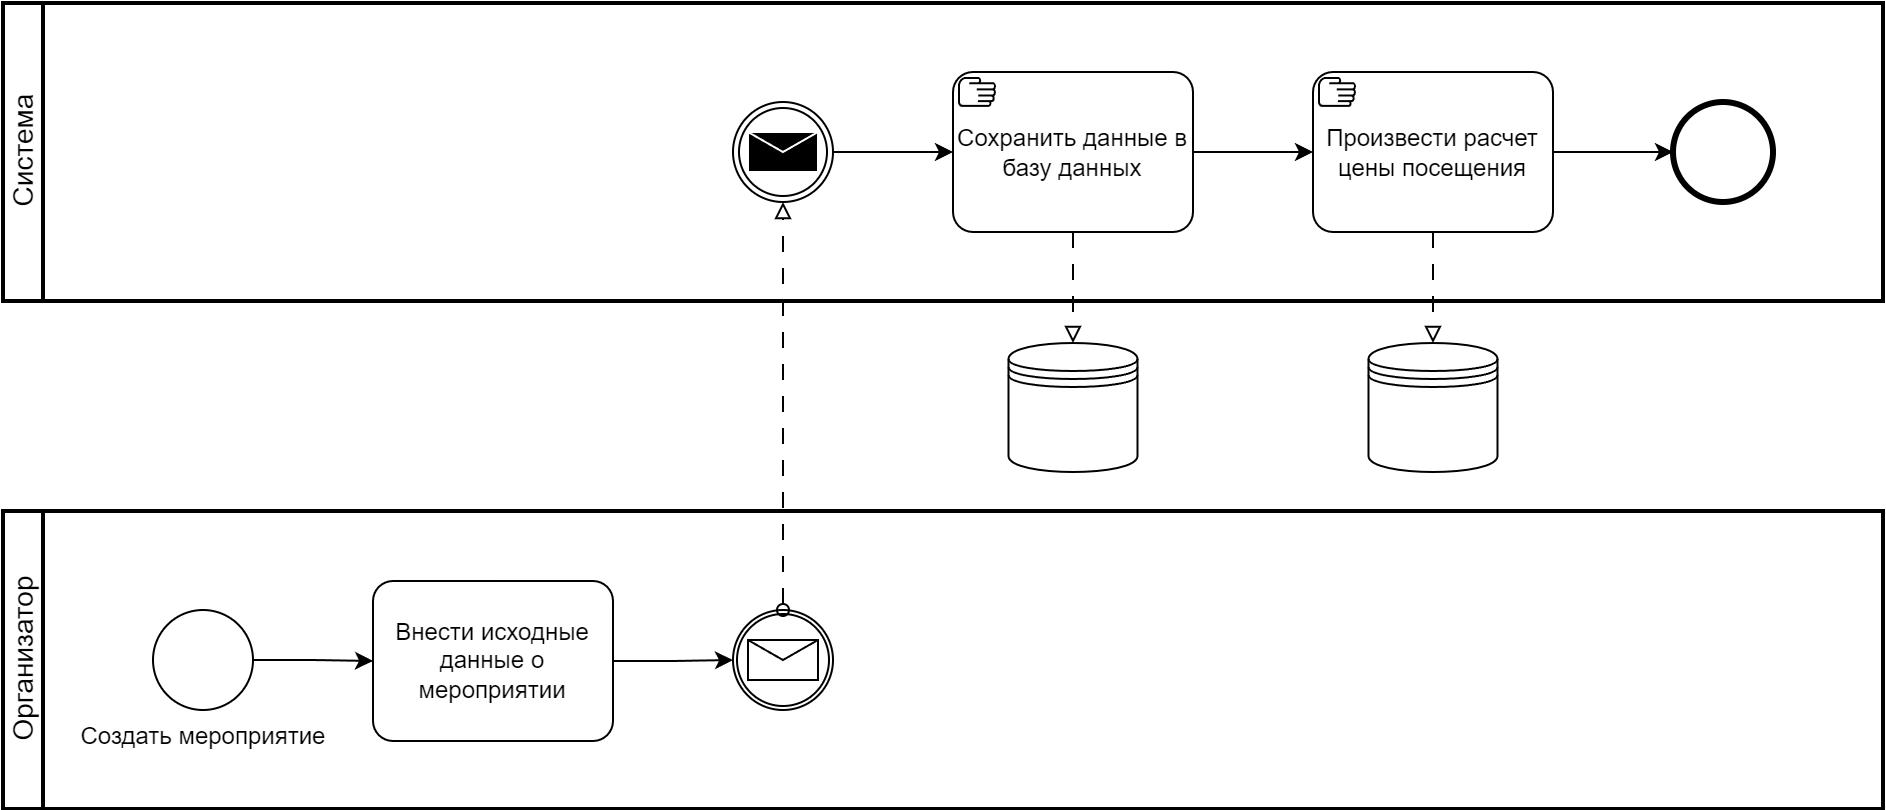 Система
Сохранить данные в
базу данных
Произвести расчет
цены посещения
Организатор
Создать мероприятие
Внести исходные
данные о
мероприятии